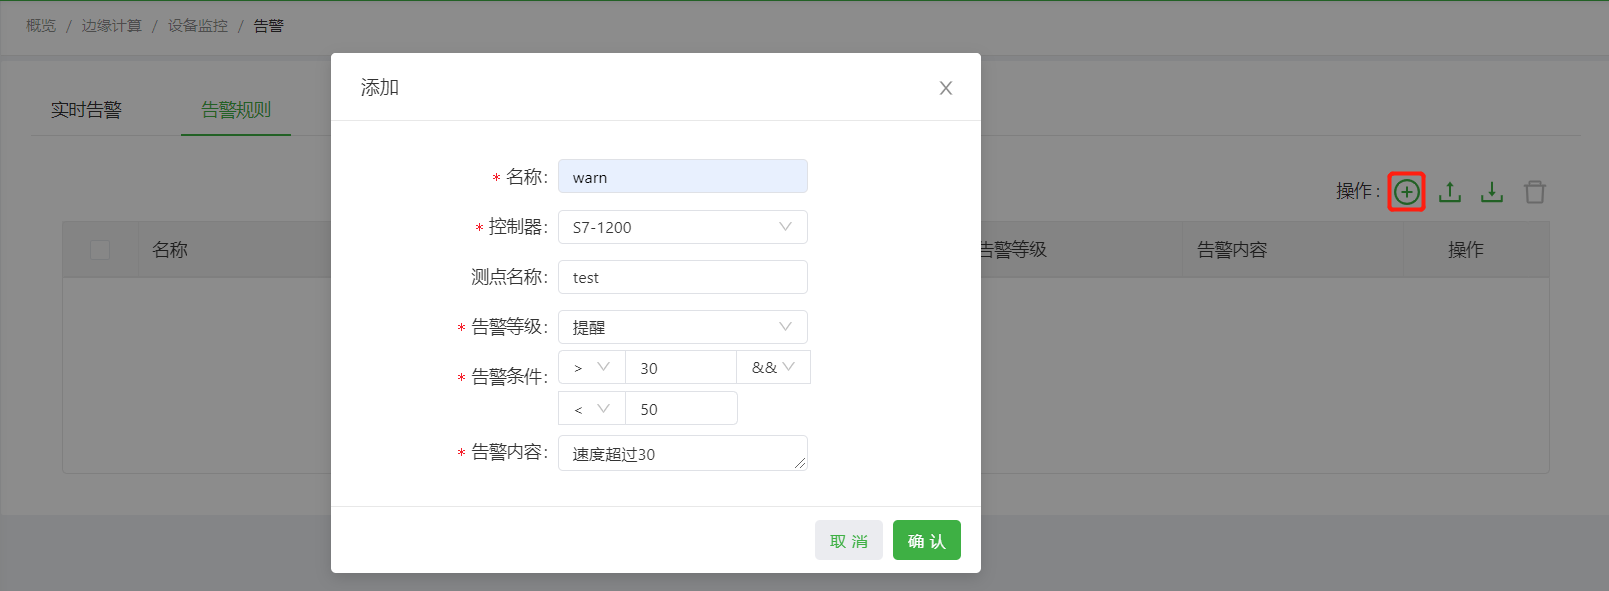 概览 / 边缘计算 / 设备监控 / 告警
添加
实时告警
告警规则
* 名称: warn
操作 :
* 控制器: S7-1200
名称
告警等级
告警内容
操作
测点名称: test
* 告警等级: 提醒
* 告警条件: > 30 &&
< 50
* 告警内容: 速度超过30
取 消
确 认